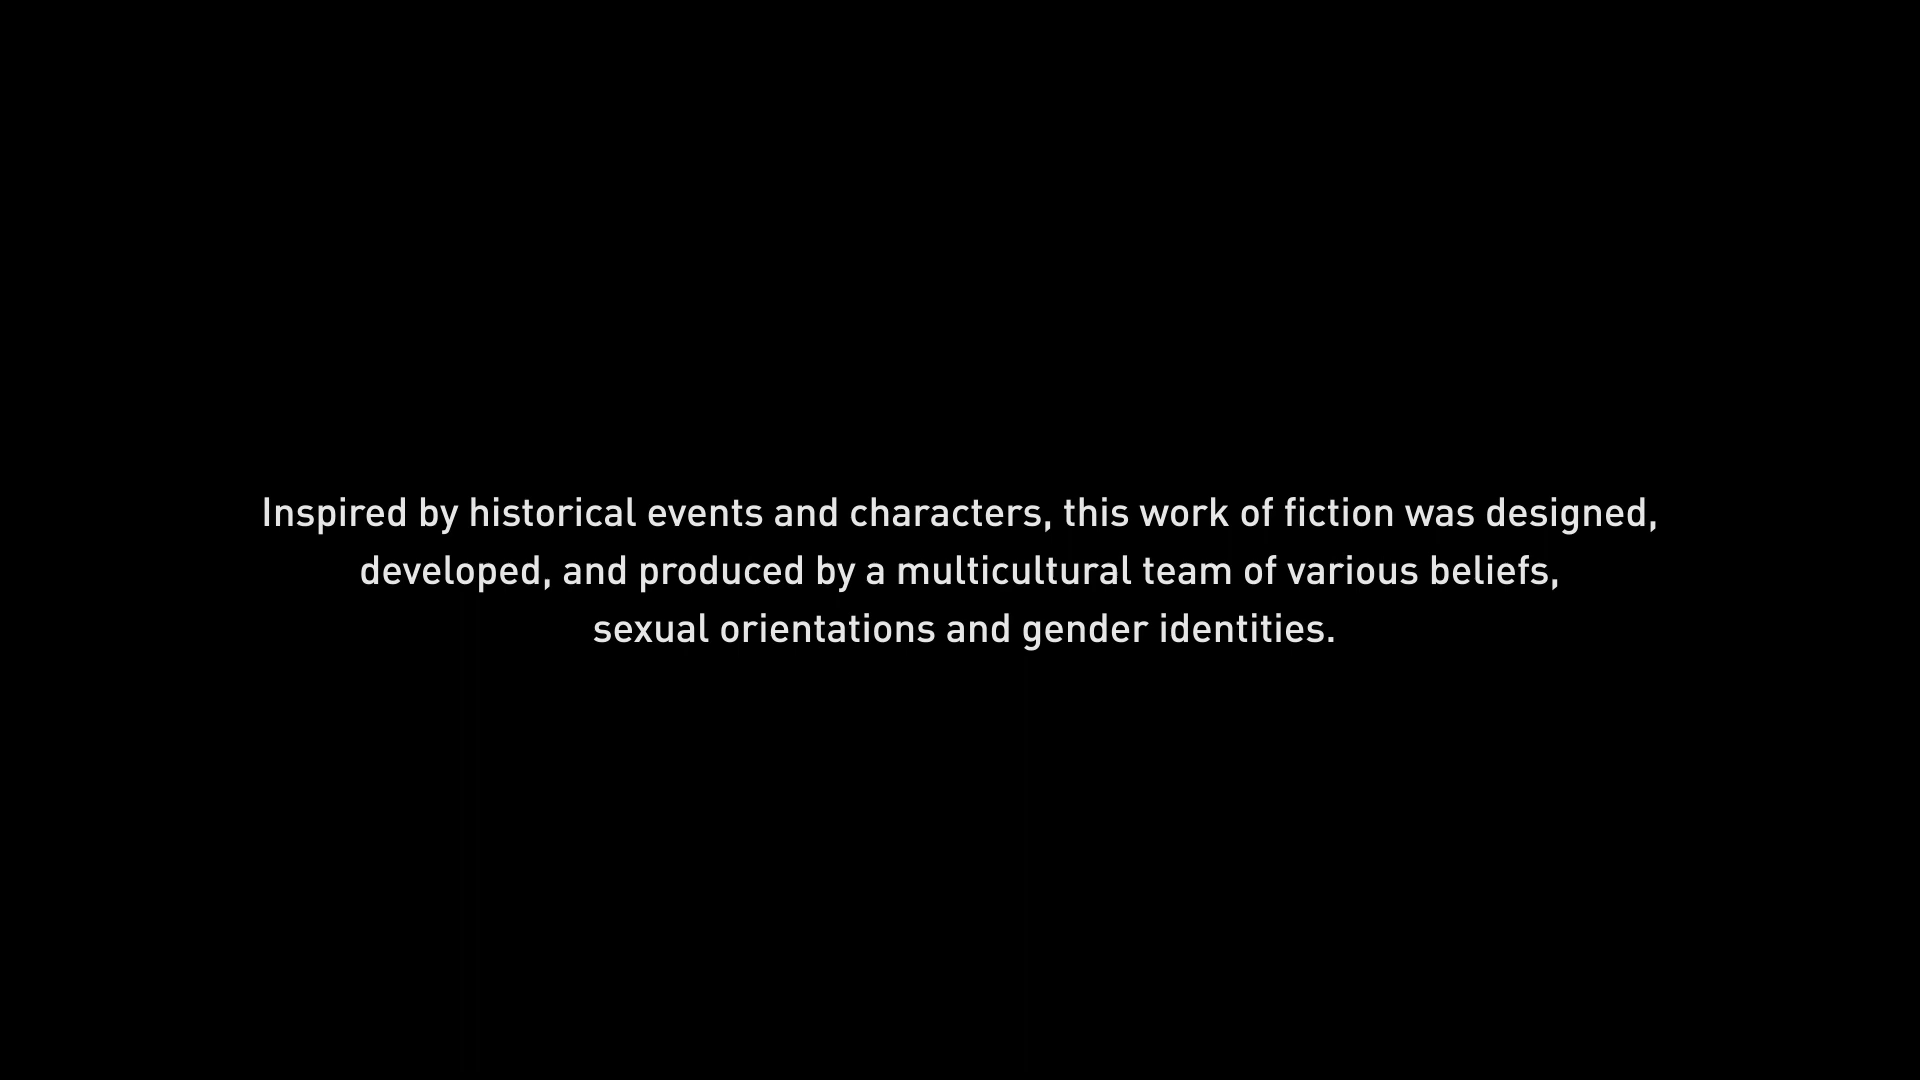 Inspired by historical events and characters, this work of fiction was designed,
developed, and produced by a multicultural team of various beliefs,
sexual orientations and gender identities.